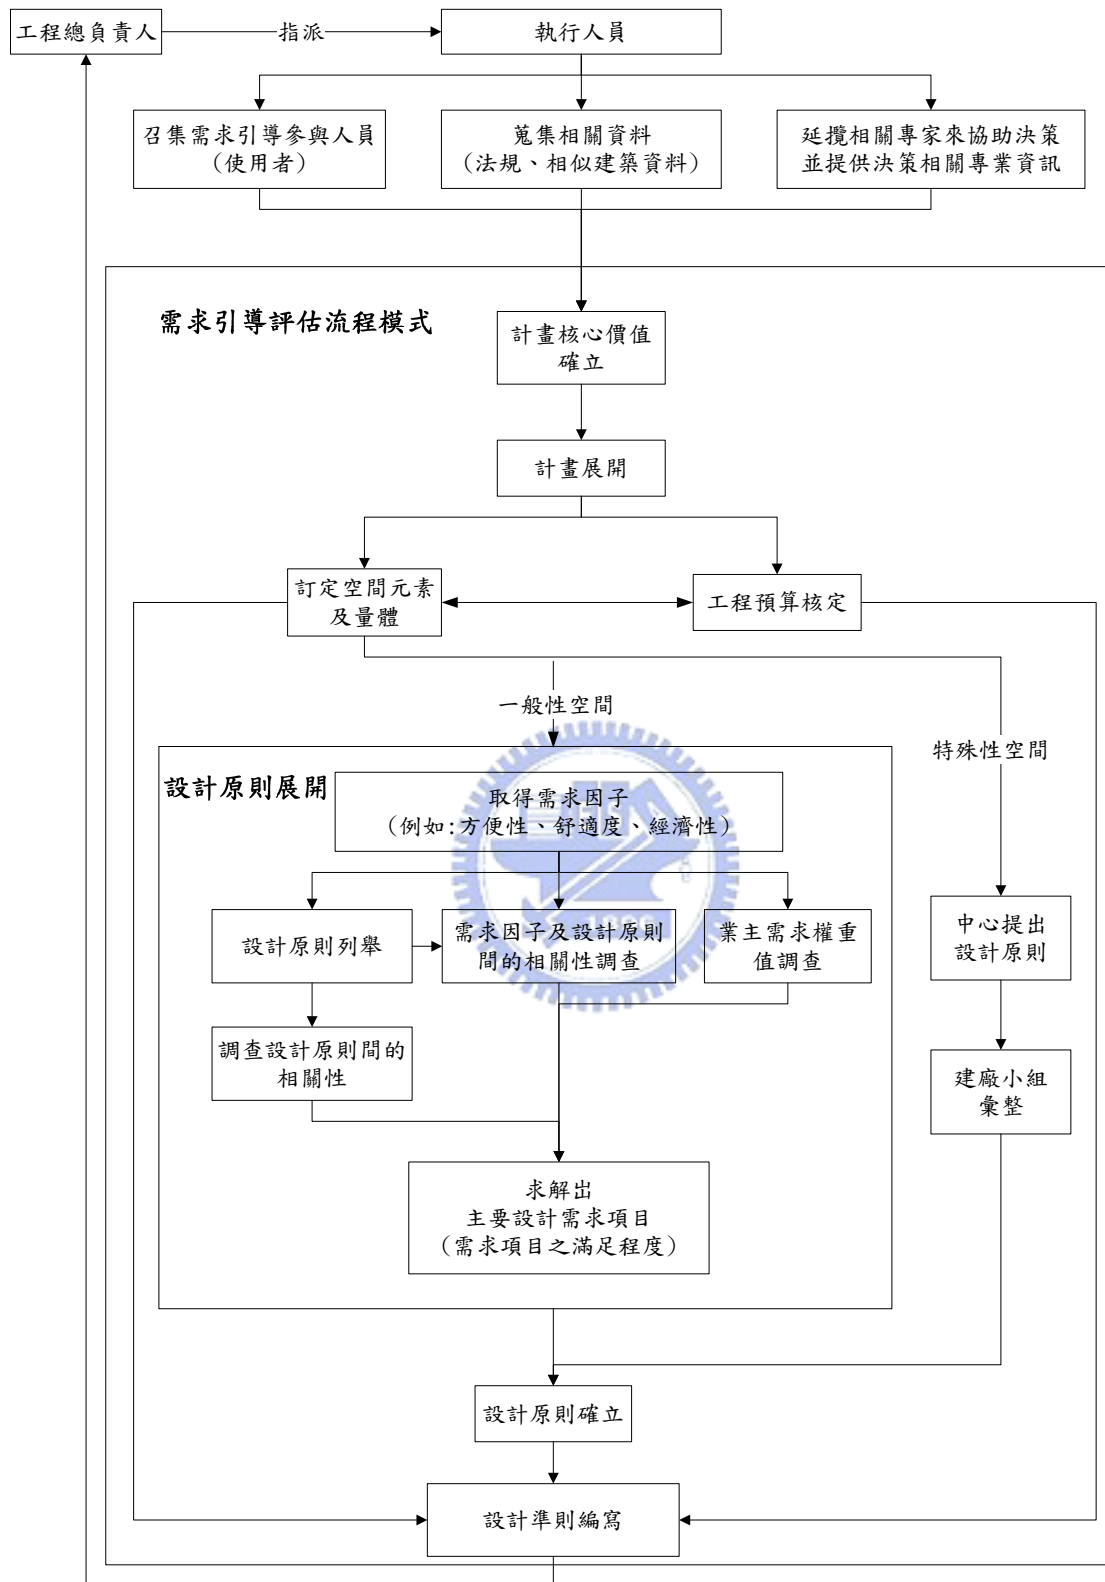 工程總負責人
指派
執行人員
召集需求引導參與人員
（使用者）
蒐集相關資料
（法規、相似建築資料）
延攬相關專家來協助決策
並提供決策相關專業資訊
需求引導評估流程模式
計畫核心價值
確立
計畫展開
訂定空間元素
及量體
工程預算核定
一般性空間
特殊性空間
設計原則展開
取得需求因子
（例如:方便性、舒適度、經濟性）
設計原則列舉
需求因子及設計原則
間的相關性調查
業主需求權重
值調查
中心提出
設計原則
1896
調查設計原則間的
相關性
建廠小組
彙整
求解出
主要設計需求項目
（需求項目之滿足程度）
設計原則確立
設計準則編寫